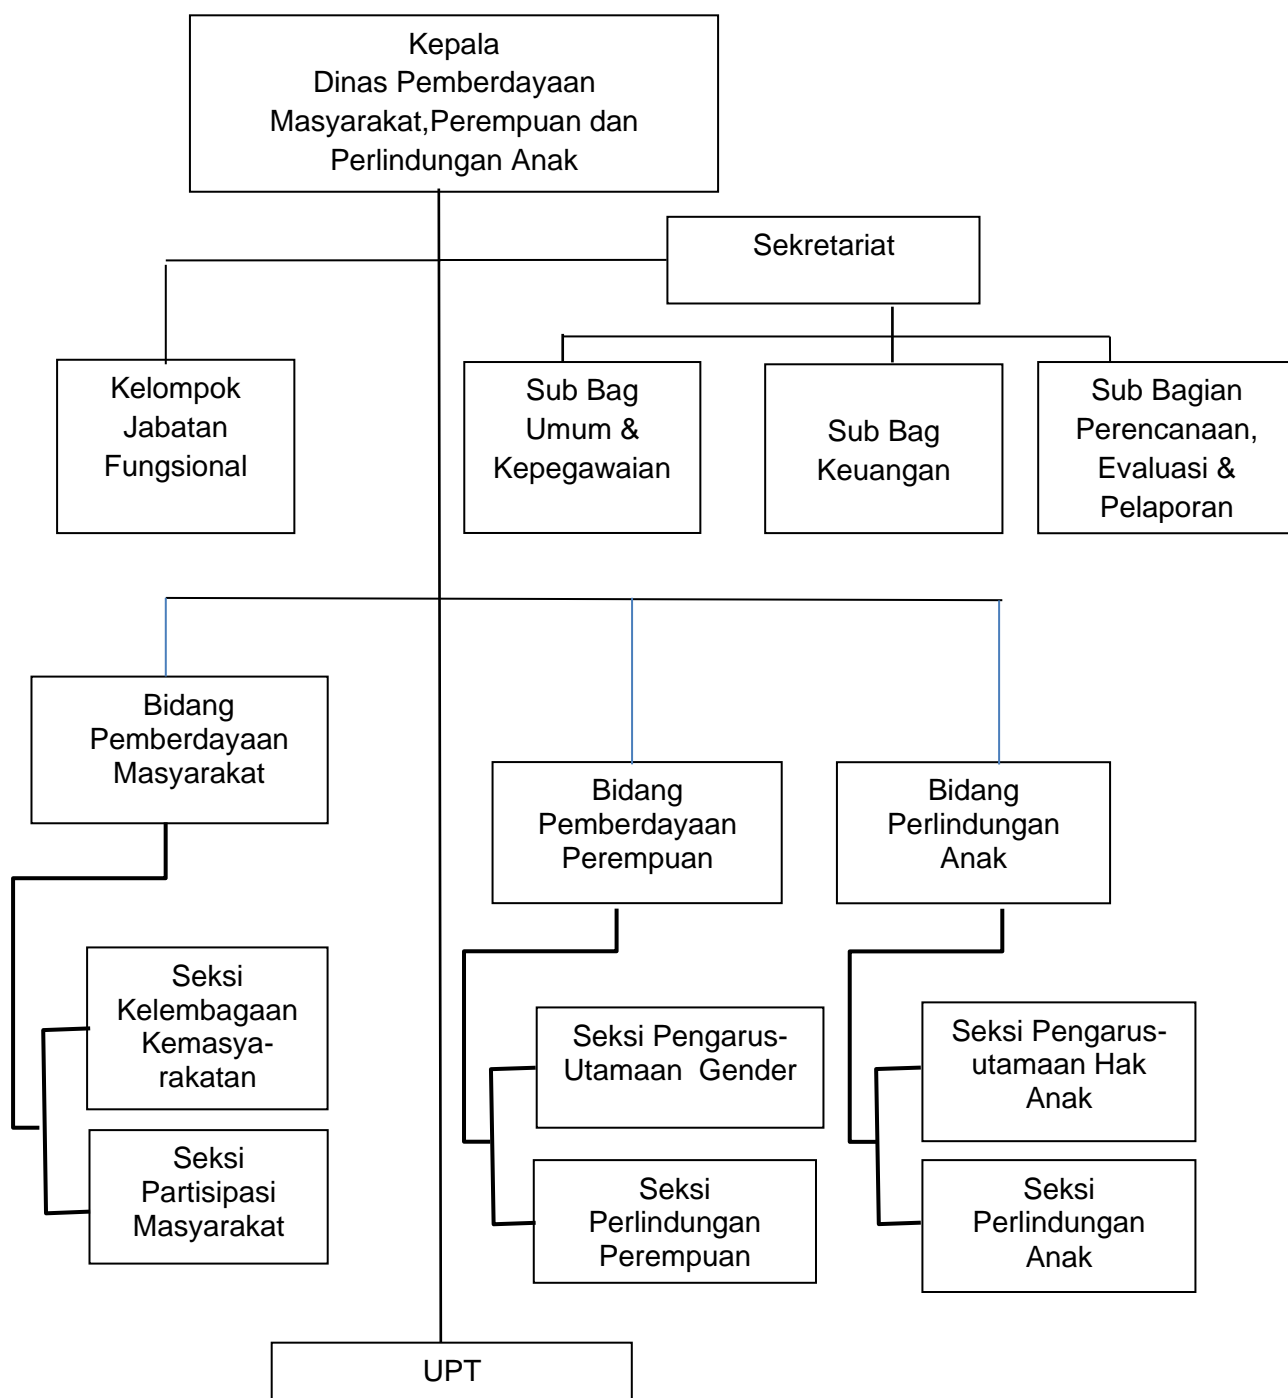 Kepala
Dinas Pemberdayaan
Masyarakat,Perempuan dan
Perlindungan Anak
Sekretariat
Kelompok
Jabatan
Fungsional
Sub Bag
Umum &
Kepegawaian
Sub Bag
Keuangan
Sub Bagian
Perencanaan,
Evaluasi &
Pelaporan
Bidang
Pemberdayaan
Masyarakat
Bidang
Pemberdayaan
Perempuan
Bidang
Perlindungan
Anak
Seksi
Kelembagaan
Kemasya-
rakatan
Seksi
Partisipasi
Masyarakat
Seksi Pengarus-
Utamaan  Gender
Seksi
Perlindungan
Perempuan
Seksi Pengarus-
utamaan Hak
Anak
Seksi
Perlindungan
Anak
UPT